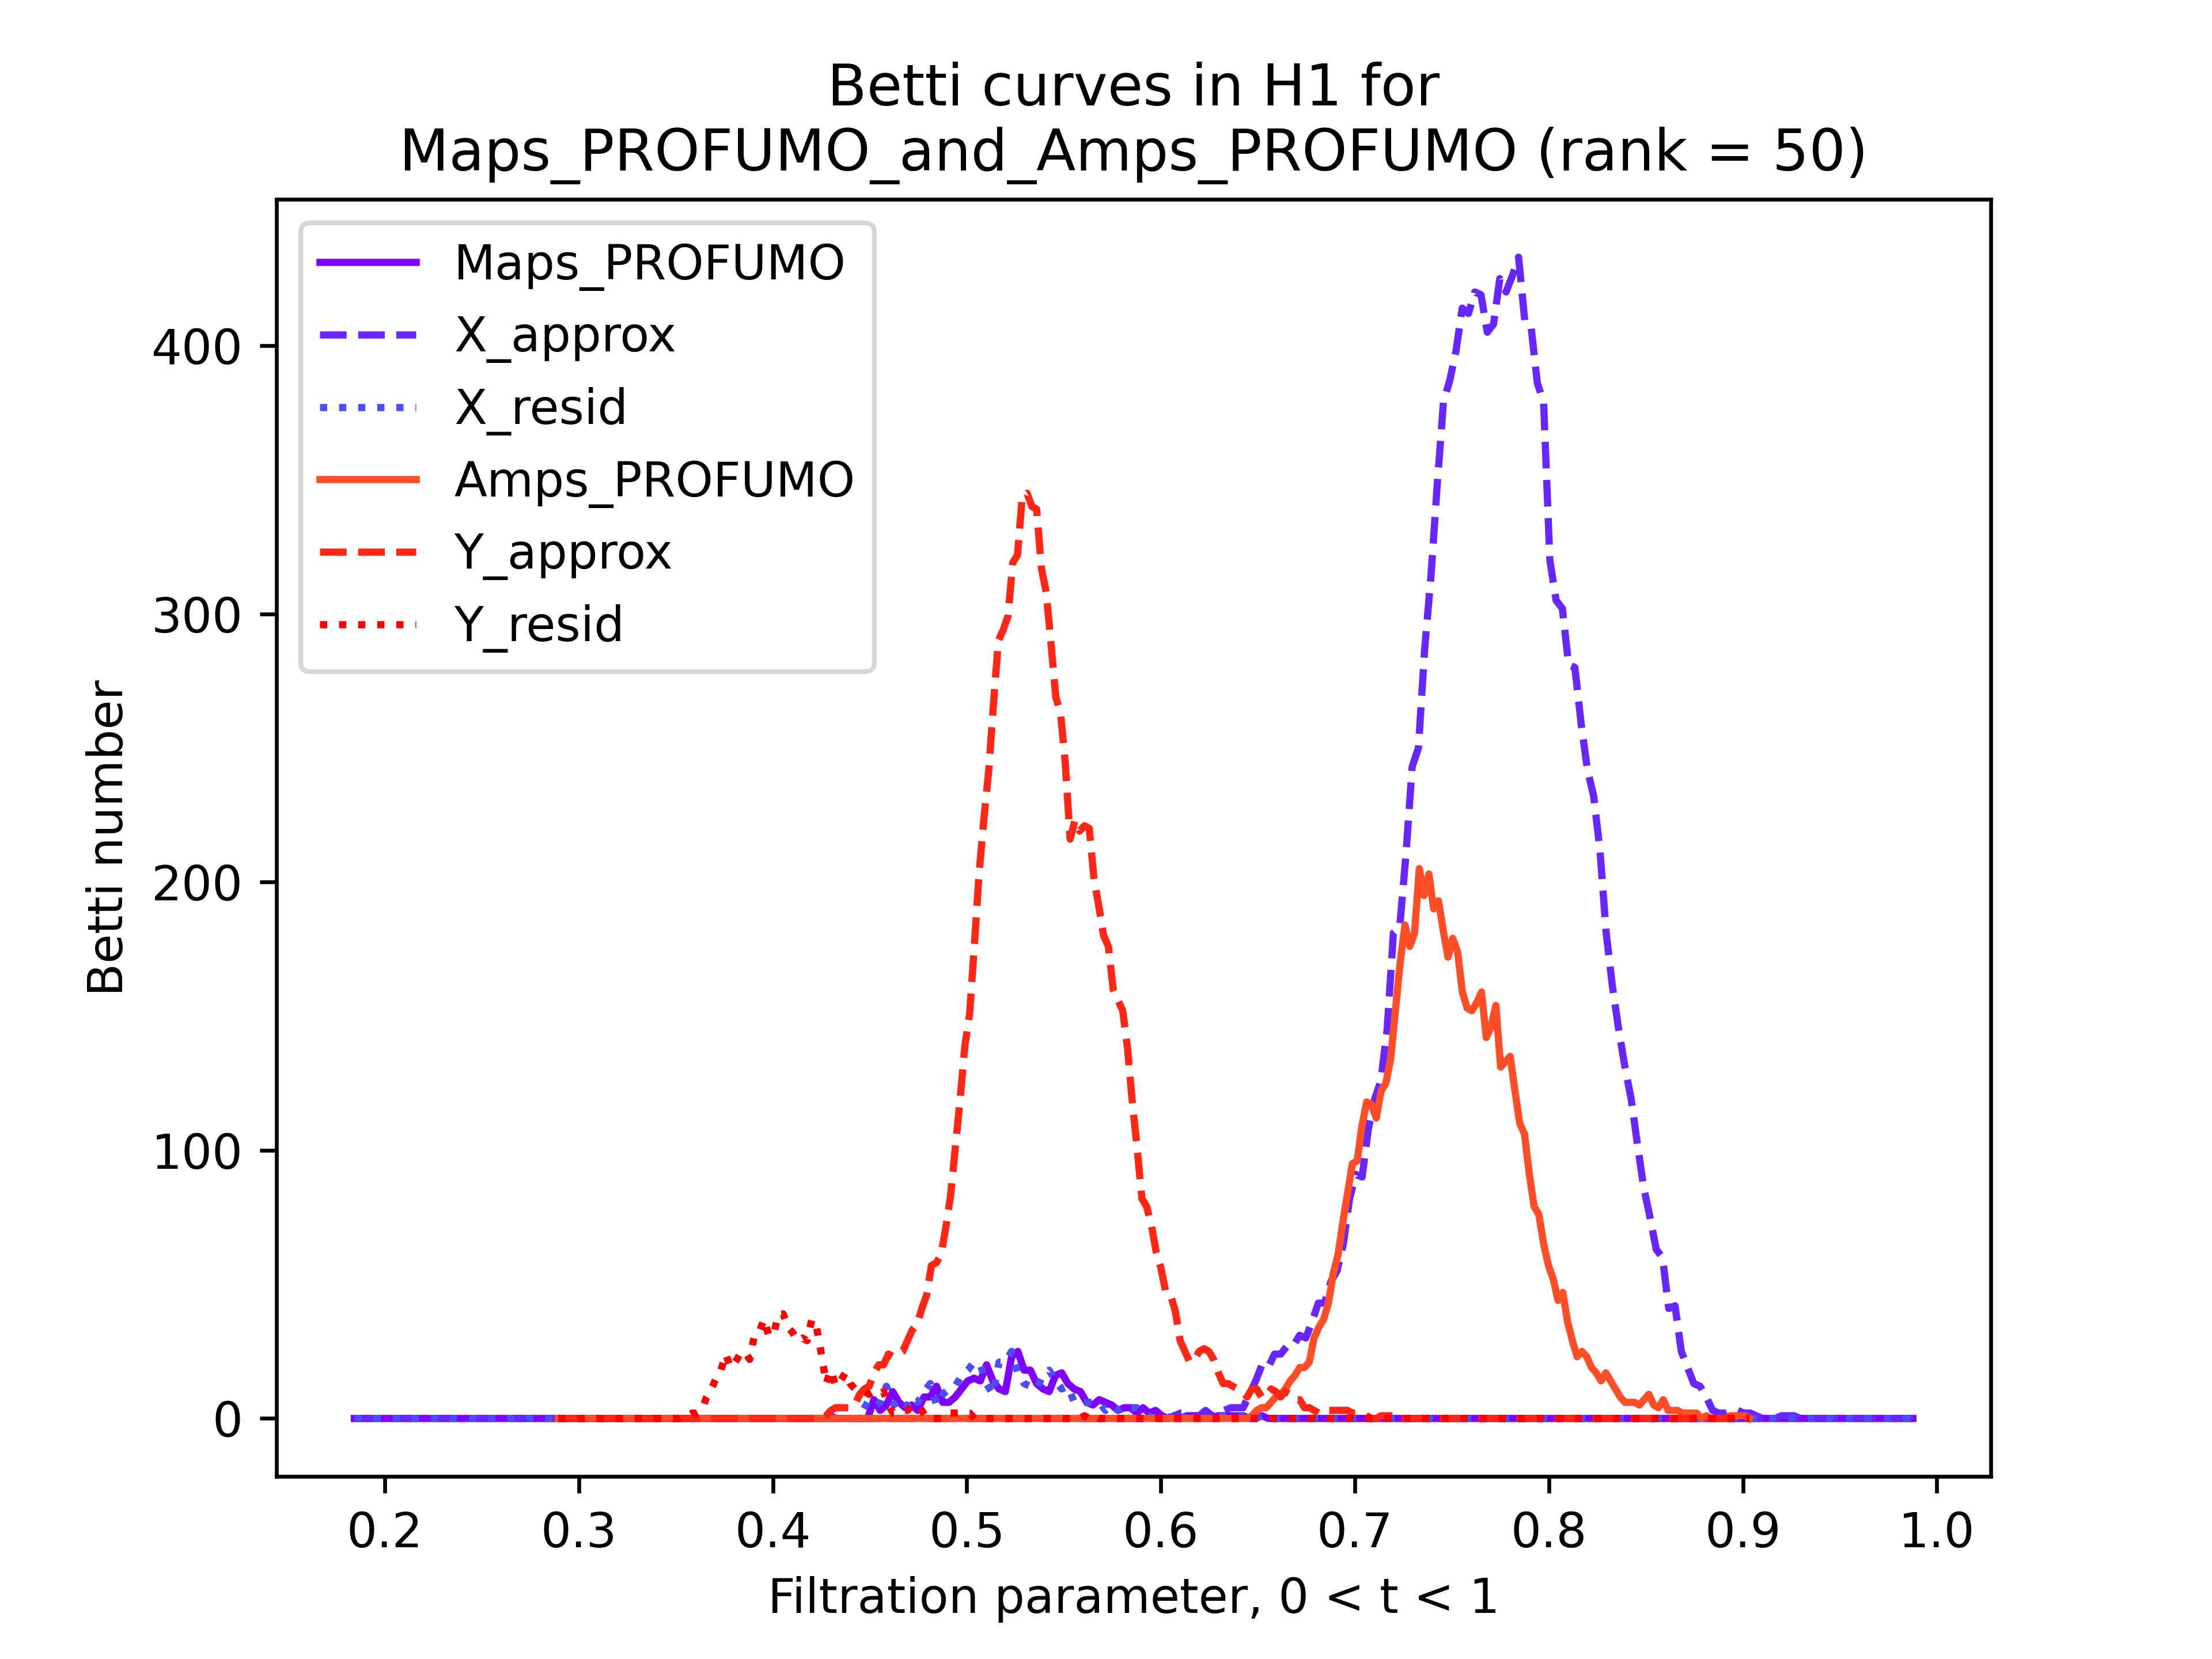 Betti curves in H1 for
Maps_PROFUMO_and_Amps_PROFUMO (rank = 50)
Maps_PROFUMO
X_approx
X_resid
Amps_PROFUMO
Y_approx
Y_resid
Betti number
400
300
200
100
0
0.2 0.3 0.4 0.5 0.6 0.7 0.8 0.9 1.0
Filtration parameter, 0 < t < 1